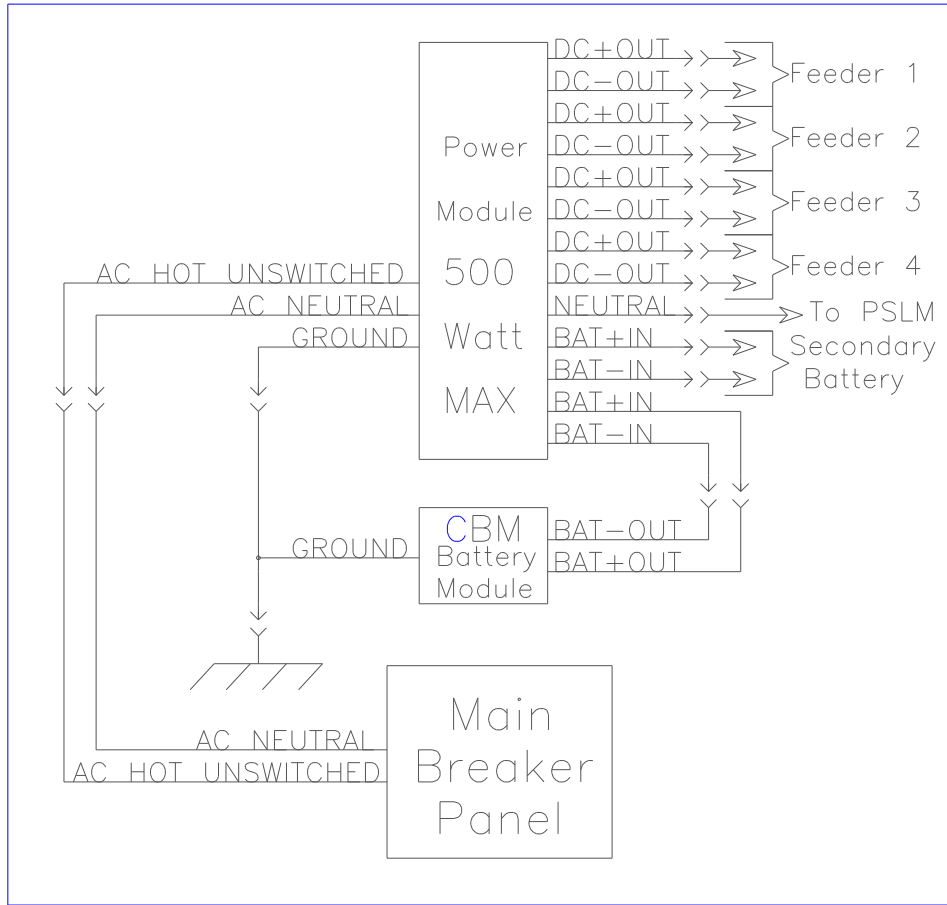 DC+OUT
DC−OUT
Feeder 1
DC+OUT
DC−OUT
Feeder 2
DC+OUT
DC−OUT
Feeder 3
DC+OUT
DC−OUT
Feeder 4
NEUTRAL
To PSLM
BAT+IN
BAT−IN
Secondary
Battery
BAT+IN
BAT−IN
Power
Module
500
Watt
MAX
AC HOT UNSWITCHED
AC NEUTRAL
GROUND
GROUND
CBM
Battery
Module
BAT−OUT
BAT+OUT
AC NEUTRAL
AC HOT UNSWITCHED
Main
Breaker
Panel